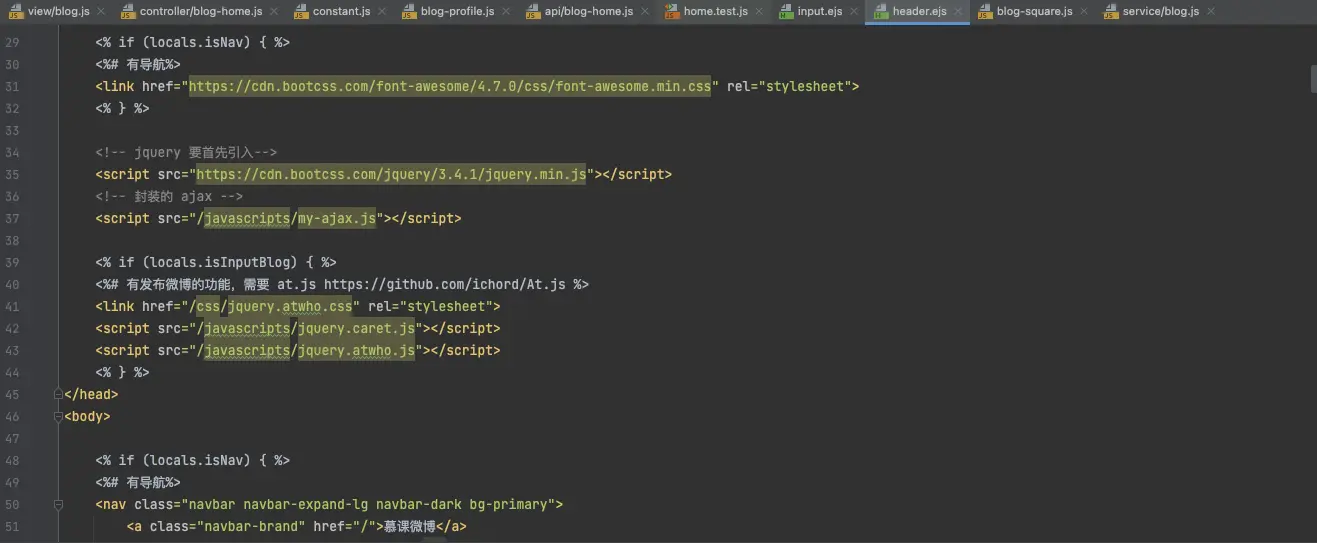 view/blog.js controller/blog-home.js constant.js blog-profile.js api/blog-home.js home.test.js input.ejs header.ejs blog-square.js service/blog.js
29 <% if (locals.isNav) { %>
30 <%# 有导航%>
31 <link href="https://cdn.bootcss.com/font-awesome/4.7.0/css/font-awesome.min.css" rel="stylesheet">
32 <% } %>
33
34 <!-- jquery 要首先引入-->
35 <script src="https://cdn.bootcss.com/jquery/3.4.1/jquery.min.js"></script>
36 <!-- 封装的 ajax -->
37 <script src="/javascripts/my-ajax.js"></script>
38
39 <% if (locals.isInputBlog) { %>
40 <%# 有发布微博的功能，需要 at.js https://github.com/ichord/At.js %>
41 <link href="/css/jquery.atwho.css" rel="stylesheet">
42 <script src="/javascripts/jquery.caret.js"></script>
43 <script src="/javascripts/jquery.atwho.js"></script>
44 <% } %>
45 </head>
46 <body>
47
48 <% if (locals.isNav) { %>
49 <%# 有导航%>
50 <nav class="navbar navbar-expand-lg navbar-dark bg-primary">
51 <a class="navbar-brand" href="/">慕课微博</a>